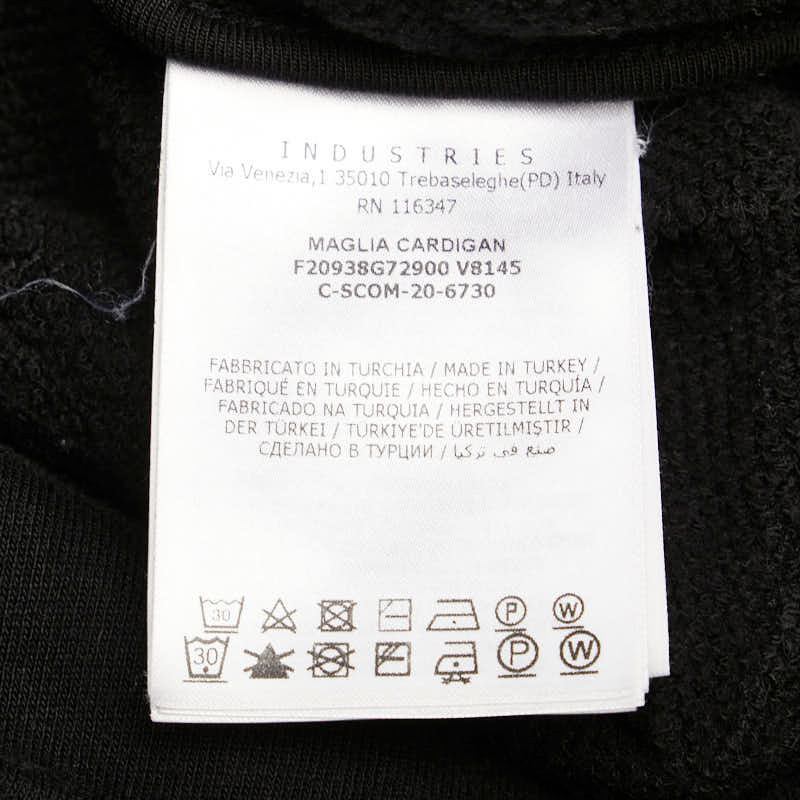 INDUSTRIES
Via Venezia,1 35010 Trebaseleghe(PD) Italy
RN 116347
MAGLIA CARDIGAN
F20938G72900 V8145
C-SCOM-20-6730
FABBRICATO IN TURCHIA / MADE IN TURKEY /
FABRIQUÉ EN TURQUIE / HECHO EN TURQUÍA /
FABRICADO NA TURQUIA / HERGESTELLT IN
DER TÜRKEI / TÜRKIYE'DE ÜRETILMIŞTIR /
СДЕЛАНО В ТУРЦИИ / صنع في تركيا
30 P W
30 P W